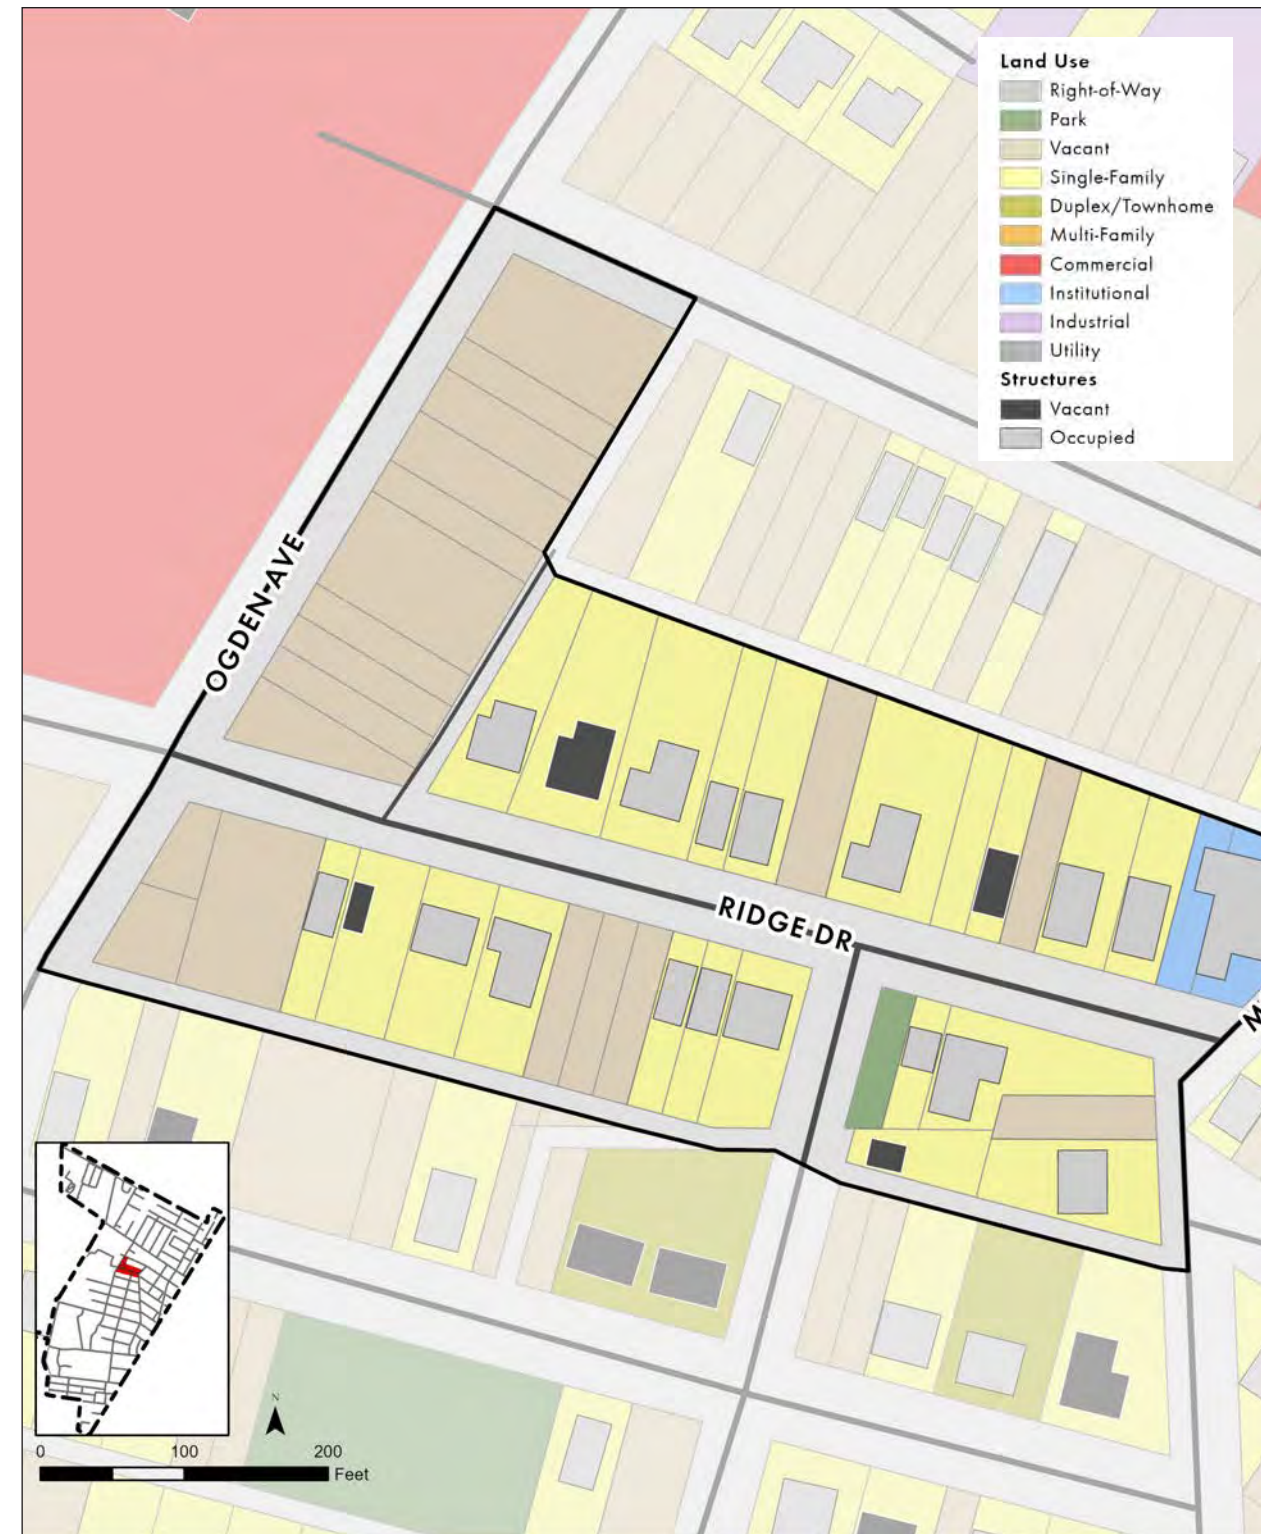 Land Use
Right-of-Way
Park
Vacant
Single-Family
Duplex/Townhome
Multi-Family
Commercial
Institutional
Industrial
Utility
Structures
Vacant
Occupied
OGDEN AVE
RIDGE DR
M
N
0 100 200
Feet